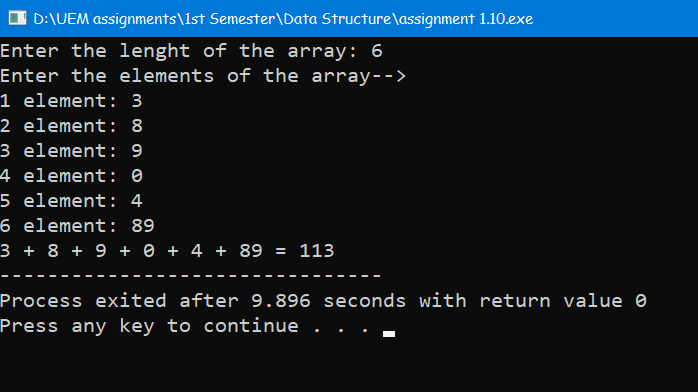 D:\UEM assignments\1st Semester\Data Structure\assignment 1.10.exe
Enter the lenght of the array: 6
Enter the elements of the array-->
1 element: 3
2 element: 8
3 element: 9
4 element: 0
5 element: 4
6 element: 89
3 + 8 + 9 + 0 + 4 + 89 = 113
--------------------------------
Process exited after 9.896 seconds with return value 0
Press any key to continue . . .